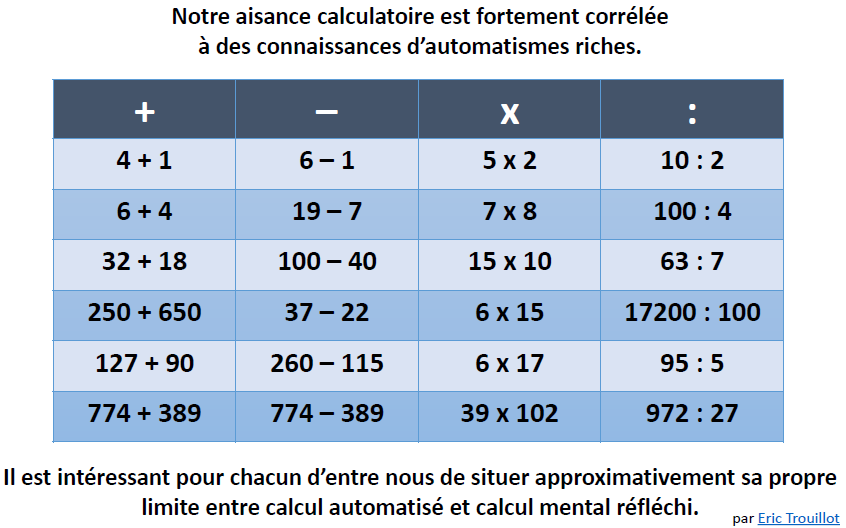 Notre aisance calculatoire est fortement corrélée
à des connaissances d’automatismes riches.
+ – x :
4 + 1 6 – 1 5 x 2 10 : 2
6 + 4 19 – 7 7 x 8 100 : 4
32 + 18 100 – 40 15 x 10 63 : 7
250 + 650 37 – 22 6 x 15 17200 : 100
127 + 90 260 – 115 6 x 17 95 : 5
774 + 389 774 – 389 39 x 102 972 : 27
Il est intéressant pour chacun d’entre nous de situer approximativement sa propre
limite entre calcul automatisé et calcul mental réfléchi.
par Eric Trouillot